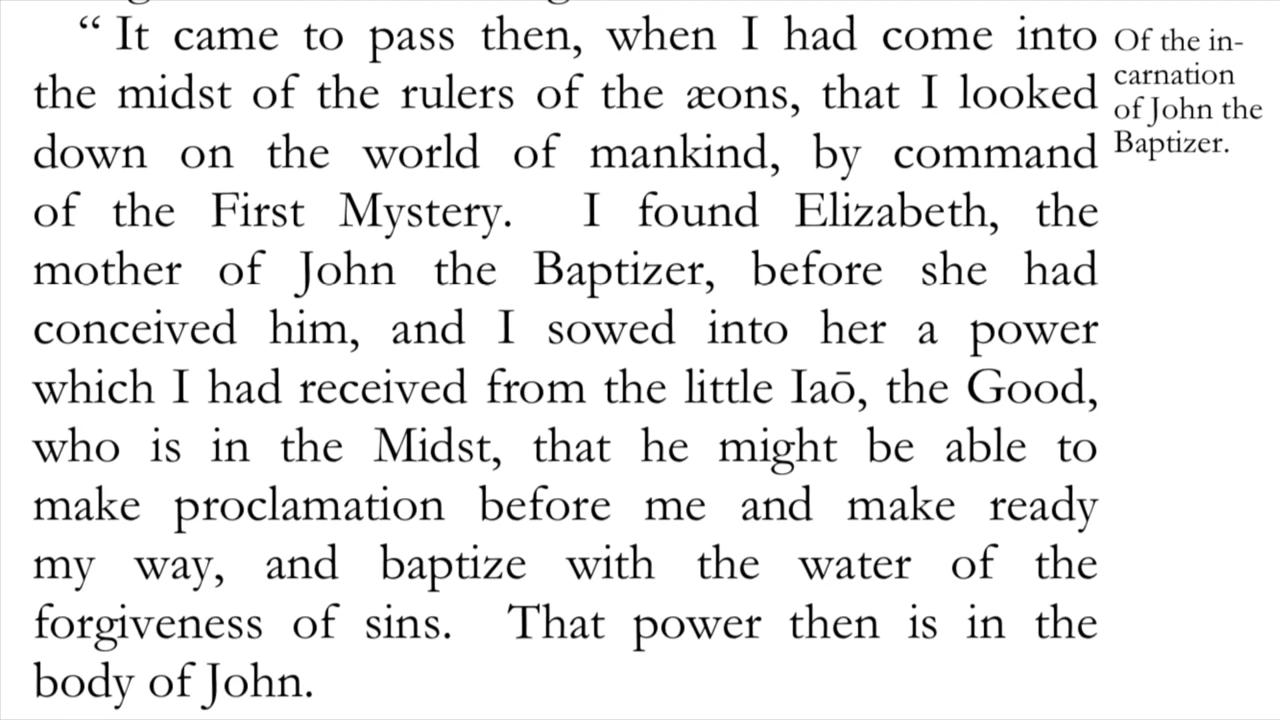 “ It came to pass then, when I had come into
the midst of the rulers of the æons, that I looked
down on the world of mankind, by command
of the First Mystery. I found Elizabeth, the
mother of John the Baptizer, before she had
conceived him, and I sowed into her a power
which I had received from the little Iaō, the Good,
who is in the Midst, that he might be able to
make proclamation before me and make ready
my way, and baptize with the water of the
forgiveness of sins. That power then is in the
body of John.
Of the in-
carnation
of John the
Baptizer.